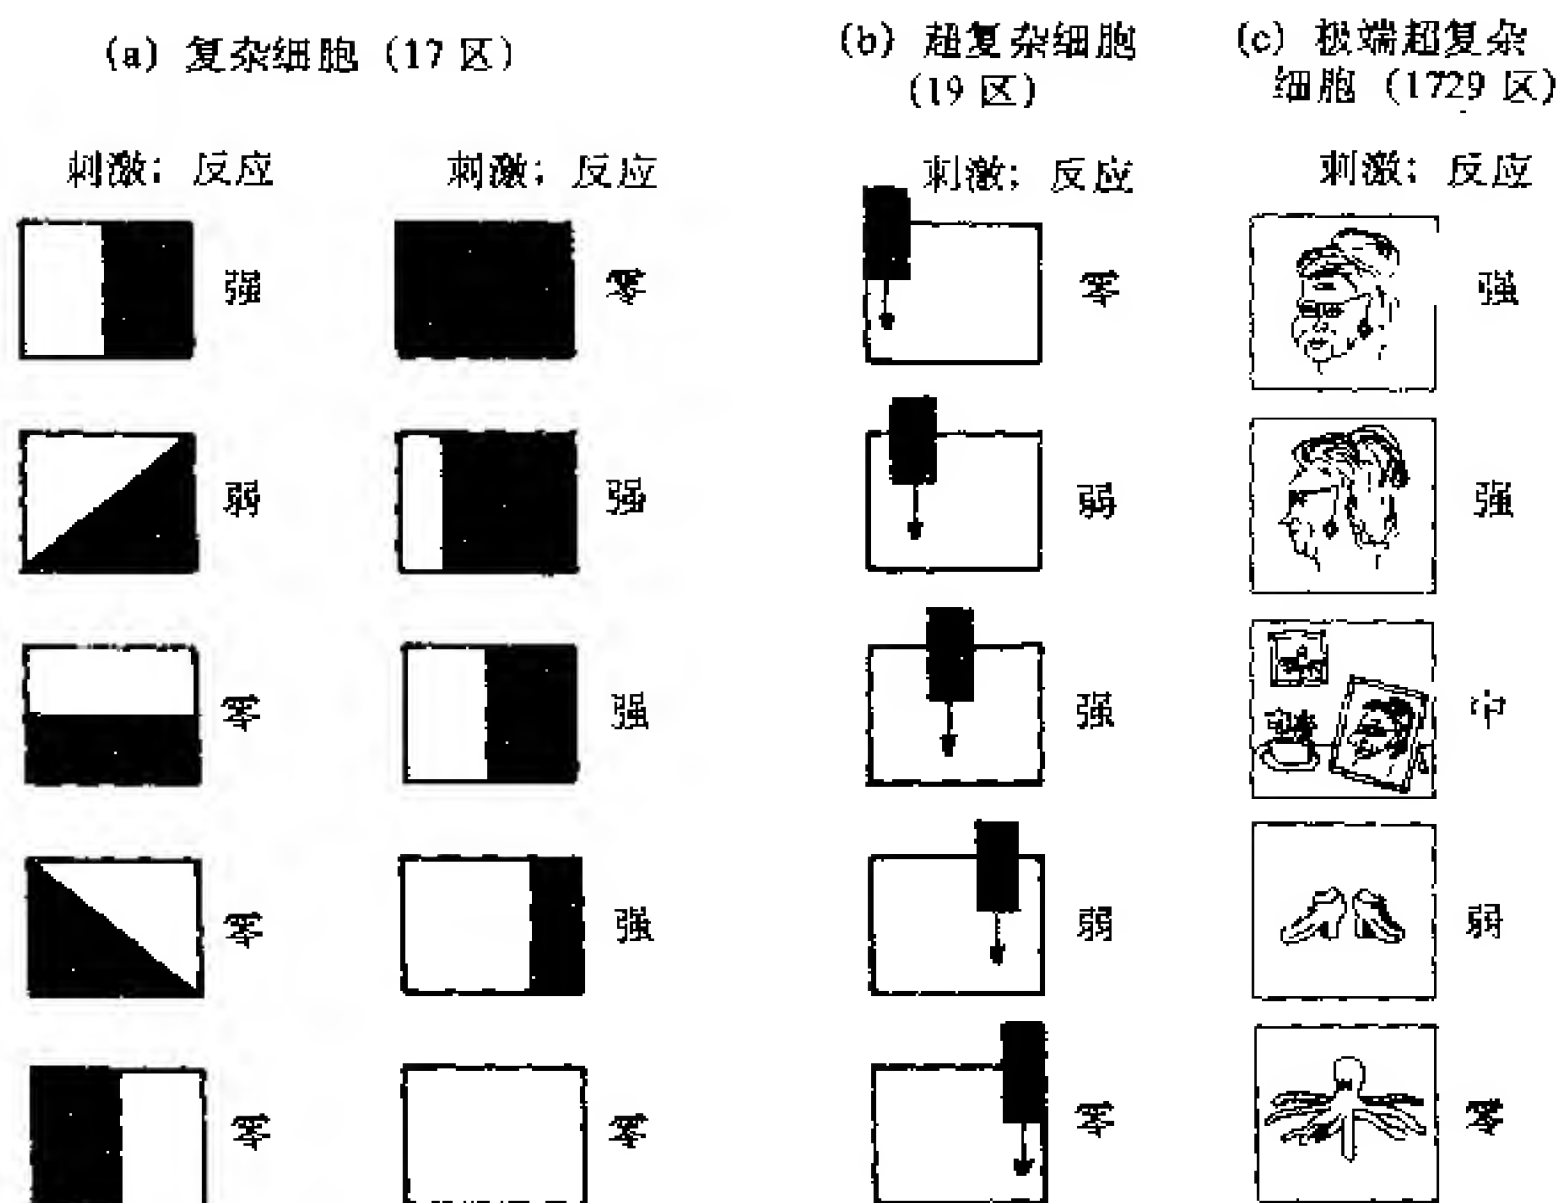 (a) 复杂细胞 (17 区)
刺激; 反应
刺激; 反应
强
零
弱
强
零
强
零
强
零
零
(b) 超复杂细胞
(19 区)
刺激; 反应
零
弱
强
弱
零
(c) 极端超复杂
细胞 (1729 区)
刺激; 反应
强
强
中
弱
零